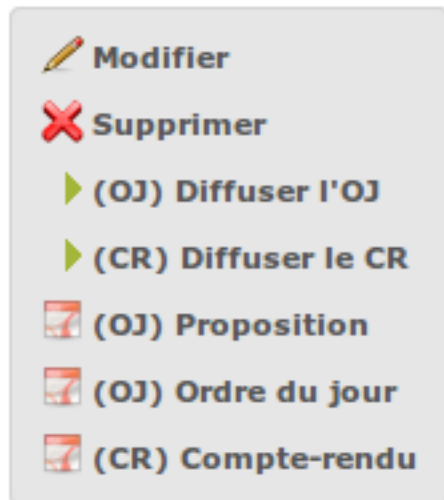 Modifier
Supprimer
(OJ) Diffuser l'OJ
(CR) Diffuser le CR
(OJ) Proposition
(OJ) Ordre du jour
(CR) Compte-rendu